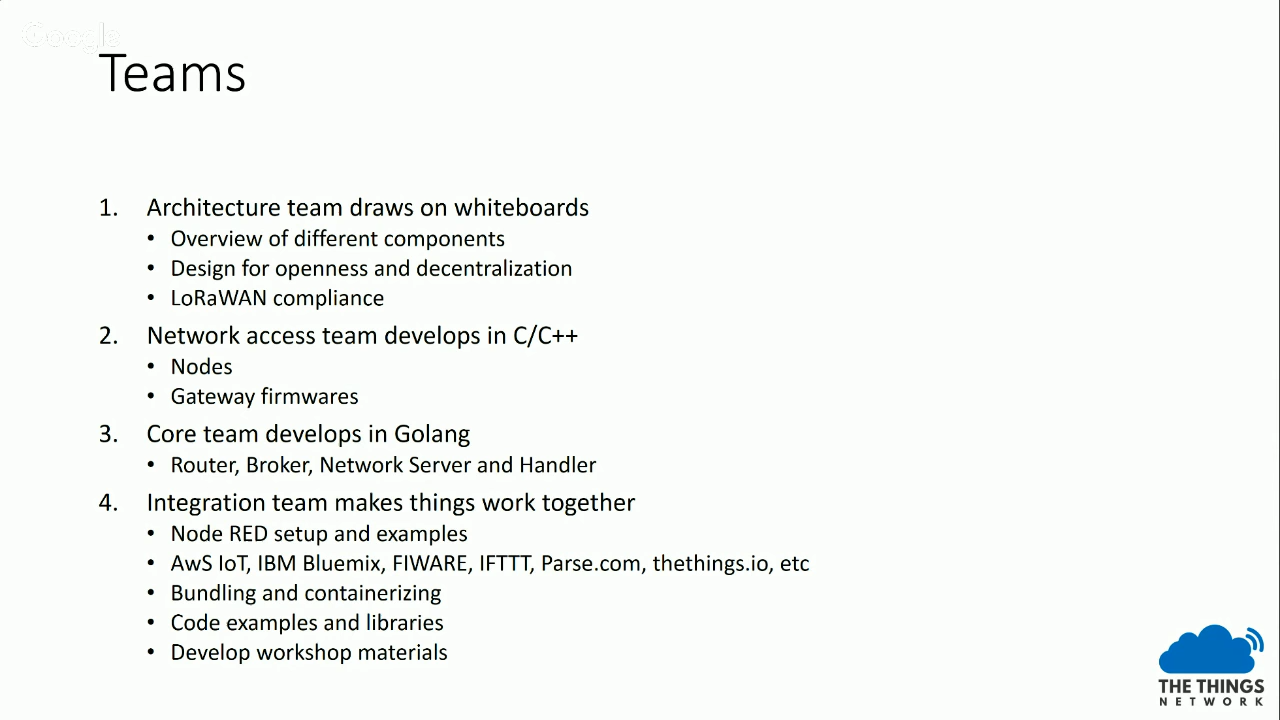 Google
Teams
1. Architecture team draws on whiteboards
• Overview of different components
• Design for openness and decentralization
• LoRaWAN compliance
2. Network access team develops in C/C++
• Nodes
• Gateway firmwares
3. Core team develops in Golang
• Router, Broker, Network Server and Handler
4. Integration team makes things work together
• Node RED setup and examples
• AwS IoT, IBM Bluemix, FIWARE, IFTTT, Parse.com, thethings.io, etc
• Bundling and containerizing
• Code examples and libraries
• Develop workshop materials
THE THINGS
NETWORK